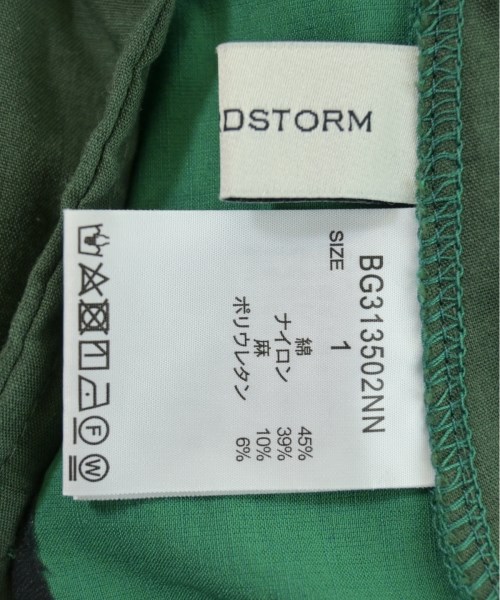 RDSTORM
BG313502NN
SIZE 1
綿 45%
ナイロン 39%
麻 10%
ポリウレタン 6%
F
W